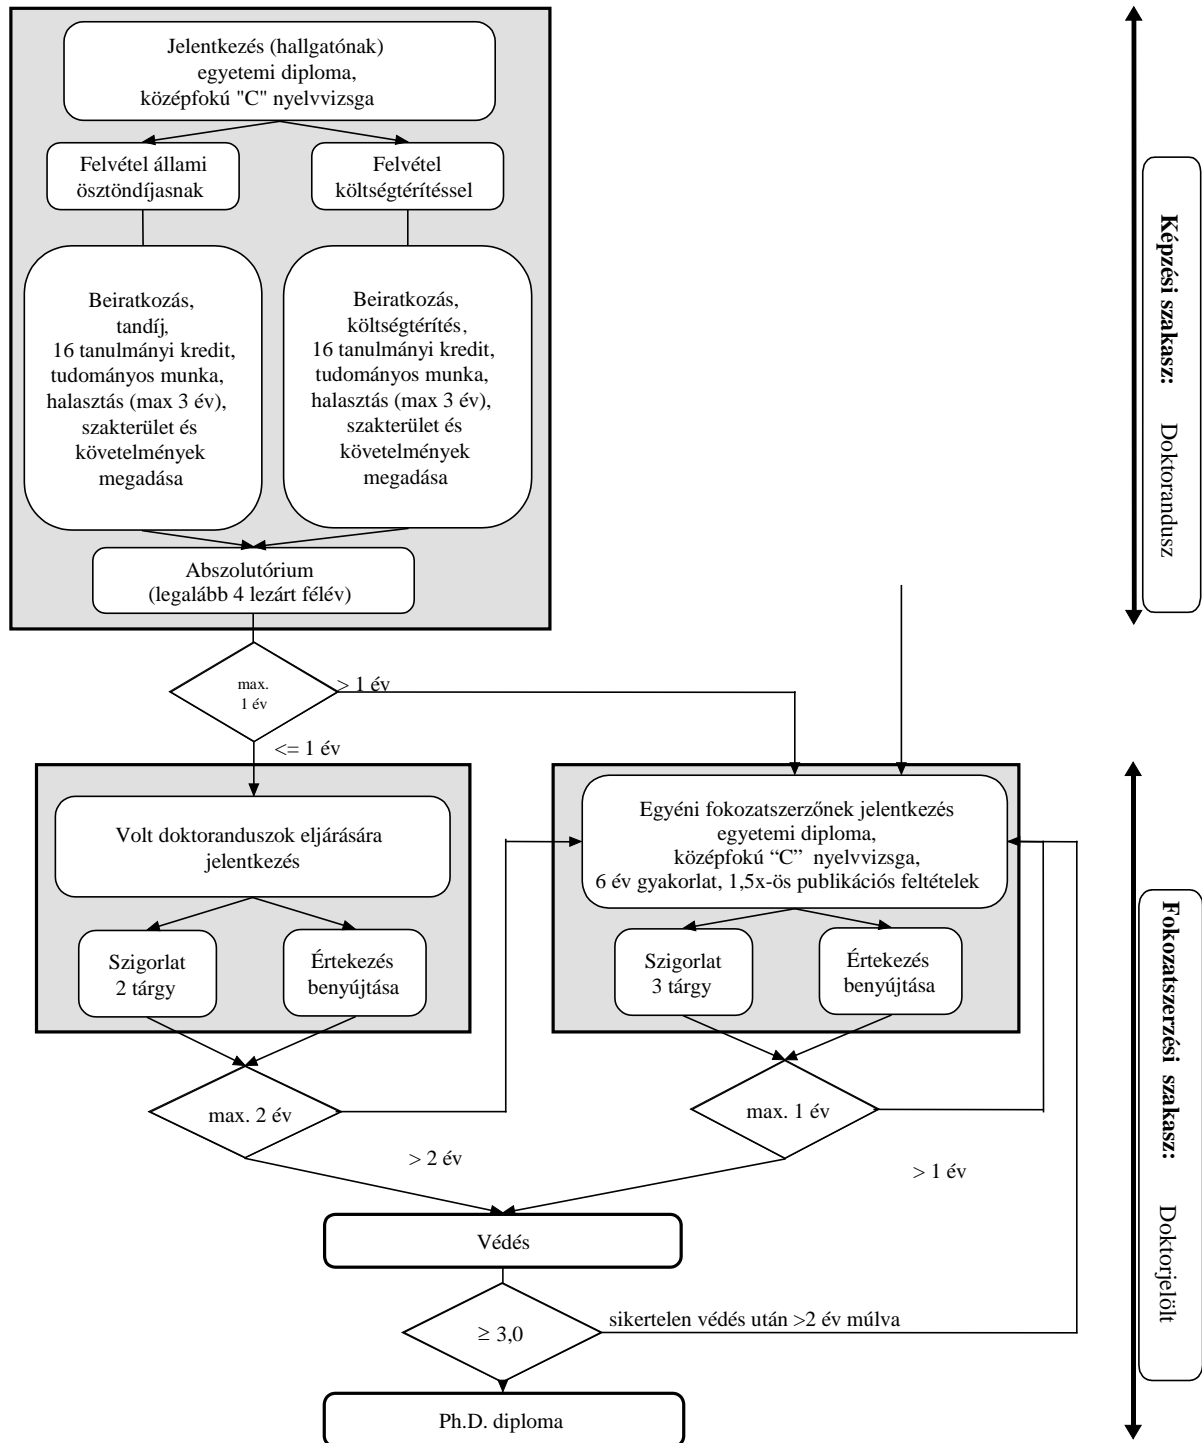 Jelentkezés (hallgatónak)
egyetemi diploma,
középfokú "C" nyelvvizsga
Felvétel állami
ösztöndíjasnak
Felvétel
költségtérítéssel
Beiratkozás,
tandíj,
16 tanulmányi kredit,
tudományos munka,
halasztás (max 3 év),
szakterület és
követelmények
megadása
Beiratkozás,
költségtérítés,
16 tanulmányi kredit,
tudományos munka,
halasztás (max 3 év),
szakterület és
követelmények
megadása
Abszolutórium
(legalább 4 lezárt félév)
Képzési szakasz: Doktorandusz
max.
1 év
> 1 év
<= 1 év
Volt doktoranduszok eljárására
jelentkezés
Szigorlat
2 tárgy
Értekezés
benyújtása
Egyéni fokozatszerzőnek jelentkezés
egyetemi diploma,
középfokú “C” nyelvvizsga,
6 év gyakorlat, 1,5x-ös publikációs feltételek
Szigorlat
3 tárgy
Értekezés
benyújtása
max. 2 év
> 2 év
max. 1 év
> 1 év
Védés
≥ 3,0
sikertelen védés után >2 év múlva
Ph.D. diploma
Fokozatszerzési szakasz: Doktorjelölt